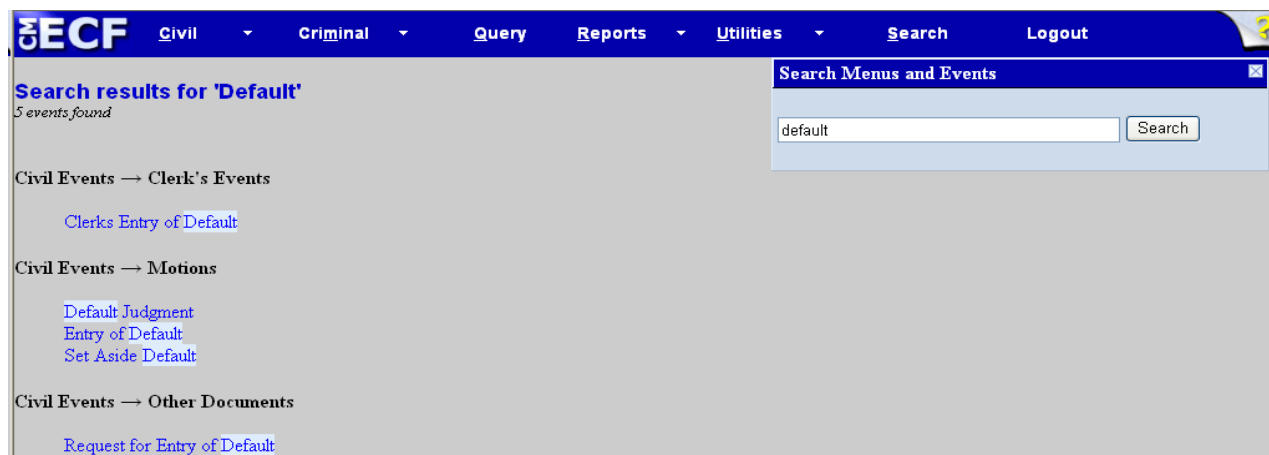 CM ECF Civil Criminal Query Reports Utilities Search Logout ?
Search Menus and Events
Search results for 'Default'
5 events found
default Search
Civil Events → Clerk's Events
Clerks Entry of Default
Civil Events → Motions
Default Judgment
Entry of Default
Set Aside Default
Civil Events → Other Documents
Request for Entry of Default